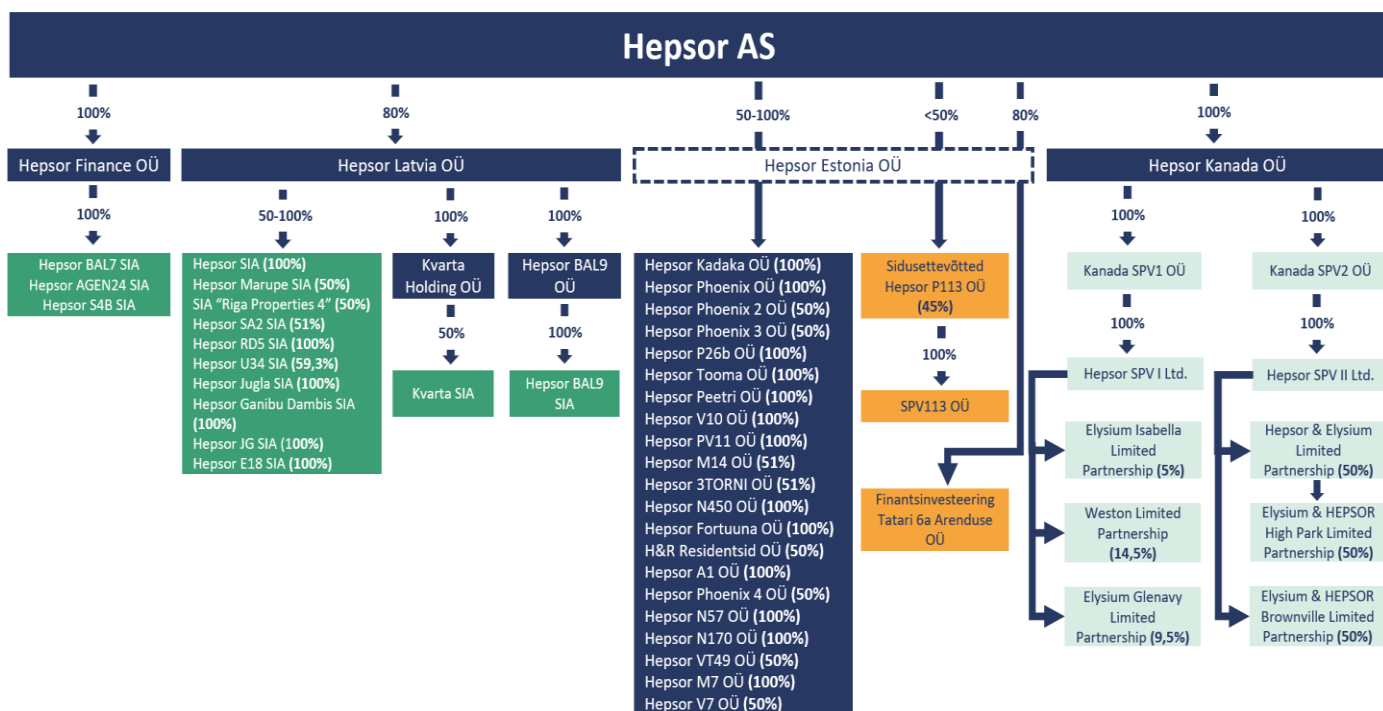 Hepsor AS
100%
80%
50-100%
<50%
80%
100%
Hepsor Finance OÜ
Hepsor Latvia OÜ
Hepsor Estonia OÜ
Hepsor Kanada OÜ
100%
50-100%
100%
100%
100%
100%
Hepsor BAL7 SIA
Hepsor AGEN24 SIA
Hepsor S4B SIA
Hepsor SIA (100%)
Hepsor Marupe SIA (50%)
SIA “Riga Properties 4” (50%)
Hepsor SA2 SIA (51%)
Hepsor RD5 SIA (100%)
Hepsor U34 SIA (59,3%)
Hepsor Jugla SIA (100%)
Hepsor Ganibu Dambis SIA
(100%)
Hepsor JG SIA (100%)
Hepsor E18 SIA (100%)
Kvarta
Holding OÜ
50%
Kvarta SIA
Hepsor BAL9
OÜ
100%
Hepsor BAL9
SIA
Hepsor Kadaka OÜ (100%)
Hepsor Phoenix OÜ (100%)
Hepsor Phoenix 2 OÜ (50%)
Hepsor Phoenix 3 OÜ (50%)
Hepsor P26b OÜ (100%)
Hepsor Tooma OÜ (100%)
Hepsor Peetri OÜ (100%)
Hepsor V10 OÜ (100%)
Hepsor PV11 OÜ (100%)
Hepsor M14 OÜ (51%)
Hepsor 3TORNI OÜ (51%)
Hepsor N450 OÜ (100%)
Hepsor Fortuuna OÜ (100%)
H&R Residentsid OÜ (50%)
Hepsor A1 OÜ (100%)
Hepsor Phoenix 4 OÜ (50%)
Hepsor N57 OÜ (100%)
Hepsor N170 OÜ (100%)
Hepsor VT49 OÜ (50%)
Hepsor M7 OÜ (100%)
Hepsor V7 OÜ (50%)
Sidusettevõtted
Hepsor P113 OÜ
(45%)
100%
SPV113 OÜ
Finantsinvesteering
Tatari 6a Arenduse
OÜ
Kanada SPV1 OÜ
100%
Hepsor SPV I Ltd.
Elysium Isabella
Limited
Partnership (5%)
Weston Limited
Partnership
(14,5%)
Elysium Glenavy
Limited
Partnership (9,5%)
Kanada SPV2 OÜ
100%
Hepsor SPV II Ltd.
Hepsor & Elysium
Limited
Partnership (50%)
Elysium & HEPSOR
High Park Limited
Partnership (50%)
Elysium & HEPSOR
Brownville Limited
Partnership (50%)